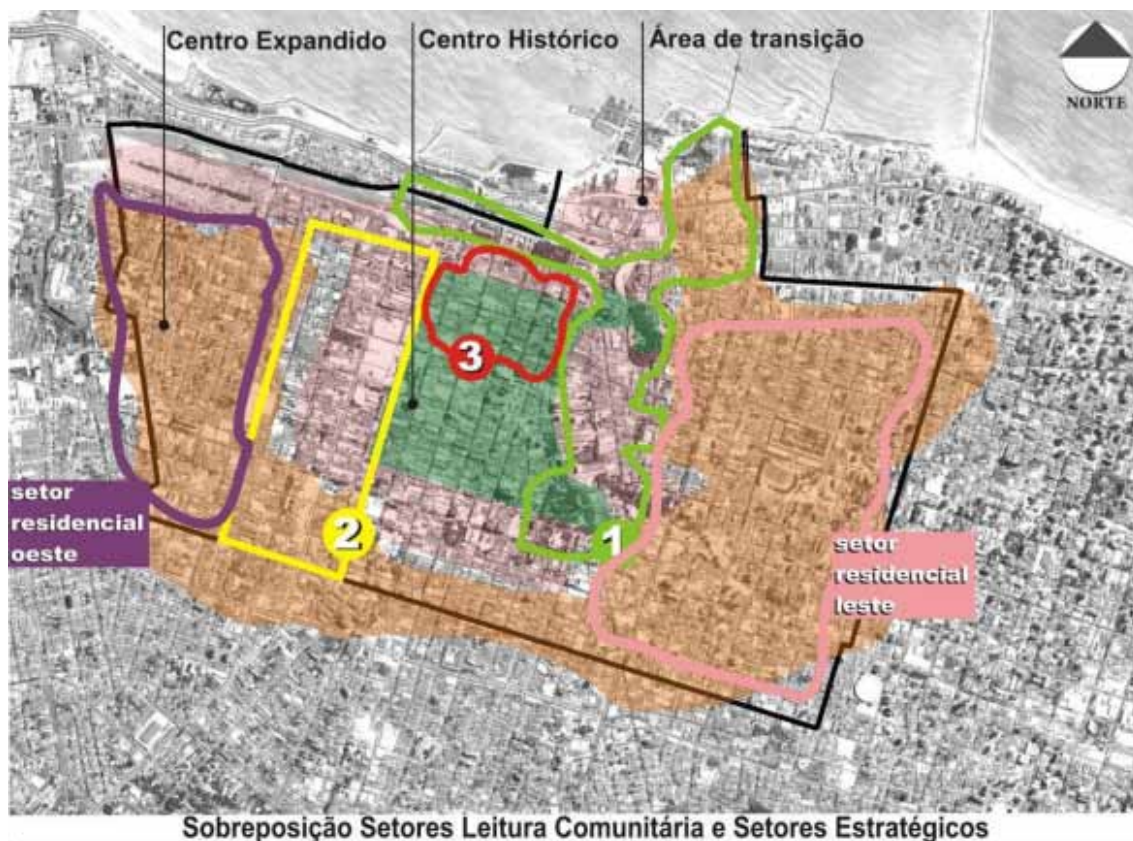 Centro Expandido
Centro Histórico
Área de transição
NORTE
3
setor
residencial
oeste
2
1
setor
residencial
leste
Sobreposição Setores Leitura Comunitária e Setores Estratégicos